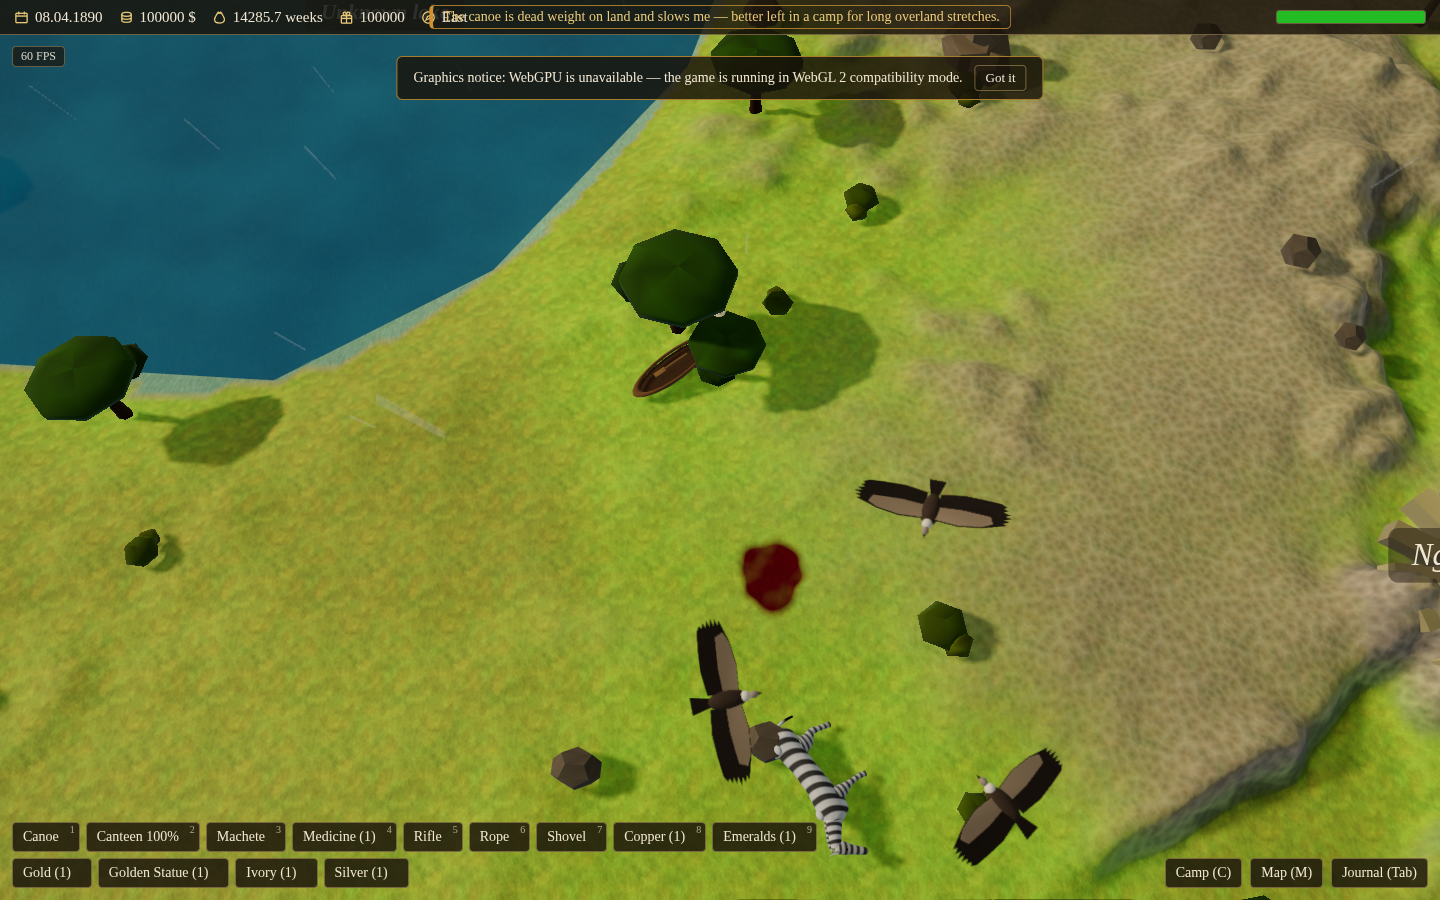 08.04.1890 100000 $ 14285.7 weeks 100000 East
The canoe is dead weight on land and slows me — better left in a camp for long overland stretches.
60 FPS
Graphics notice: WebGPU is unavailable — the game is running in WebGL 2 compatibility mode. Got it
Canoe 1 Canteen 100% 2 Machete 3 Medicine (1) 4 Rifle 5 Rope 6 Shovel 7 Copper (1) 8 Emeralds (1) 9
Gold (1) Golden Statue (1) Ivory (1) Silver (1) Camp (C) Map (M) Journal (Tab)